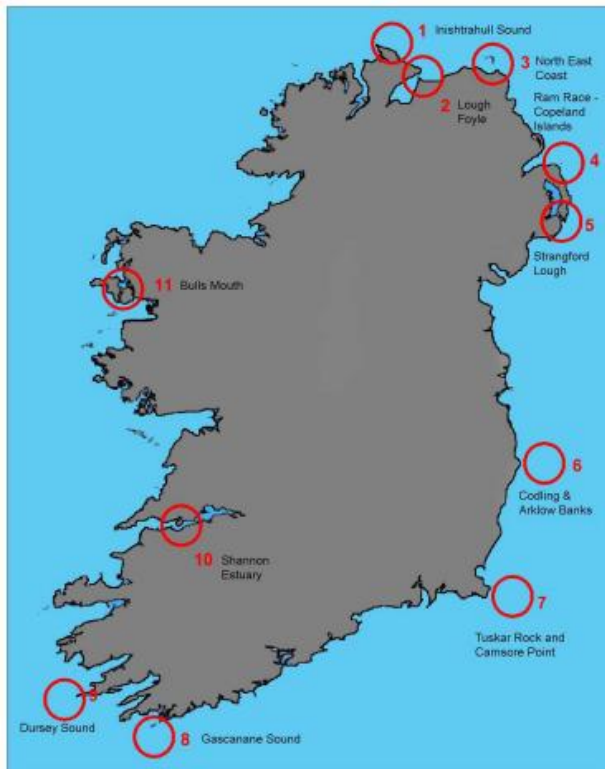 1 Inishtrahull Sound
3 North East
Coast
2 Lough
Foyle
Ram Race -
Copeland
Islands
4
5
Strangford
Lough
11 Bulls Mouth
6
Codling &
Arklow Banks
10 Shannon
Estuary
7
Tuskar Rock and
Carnsore Point
9
Dursey Sound
8 Gascanane Sound